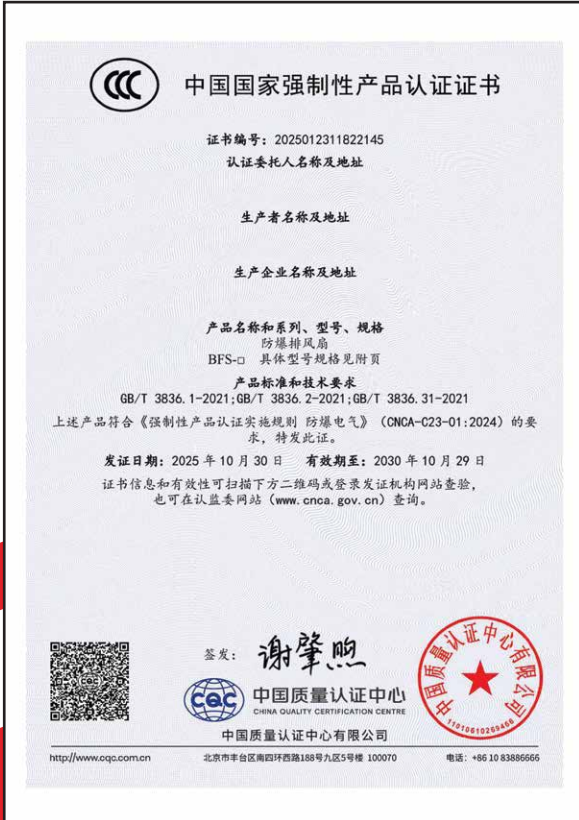 中国国家强制性产品认证证书
证书编号：2025012311822145
认证委托人名称及地址
生产者名称及地址
生产企业名称及地址
产品名称和系列、型号、规格
防爆排风扇
BFS-□ 具体型号规格见附页
产品标准和技术要求
GB/T 3836.1-2021;GB/T 3836.2-2021;GB/T 3836.31-2021
上述产品符合《强制性产品认证实施规则 防爆电气》（CNCA-C23-01:2024）的要
求，特发此证。
发证日期：2025 年 10 月 30 日 有效期至：2030 年 10 月 29 日
证书信息和有效性可扫描下方二维码或登录发证机构网站查验，
也可在认监委网站（www.cnca.gov.cn）查询。
签发：谢肇煦
CQC 中国质量认证中心
CHINA QUALITY CERTIFICATION CENTRE
中国质量认证中心有限公司
中国质量认证中心有限公司
11010610269466
http://www.cqc.com.cn 北京市丰台区南四环西路188号九区5号楼 100070 电话：+86 10 83886666